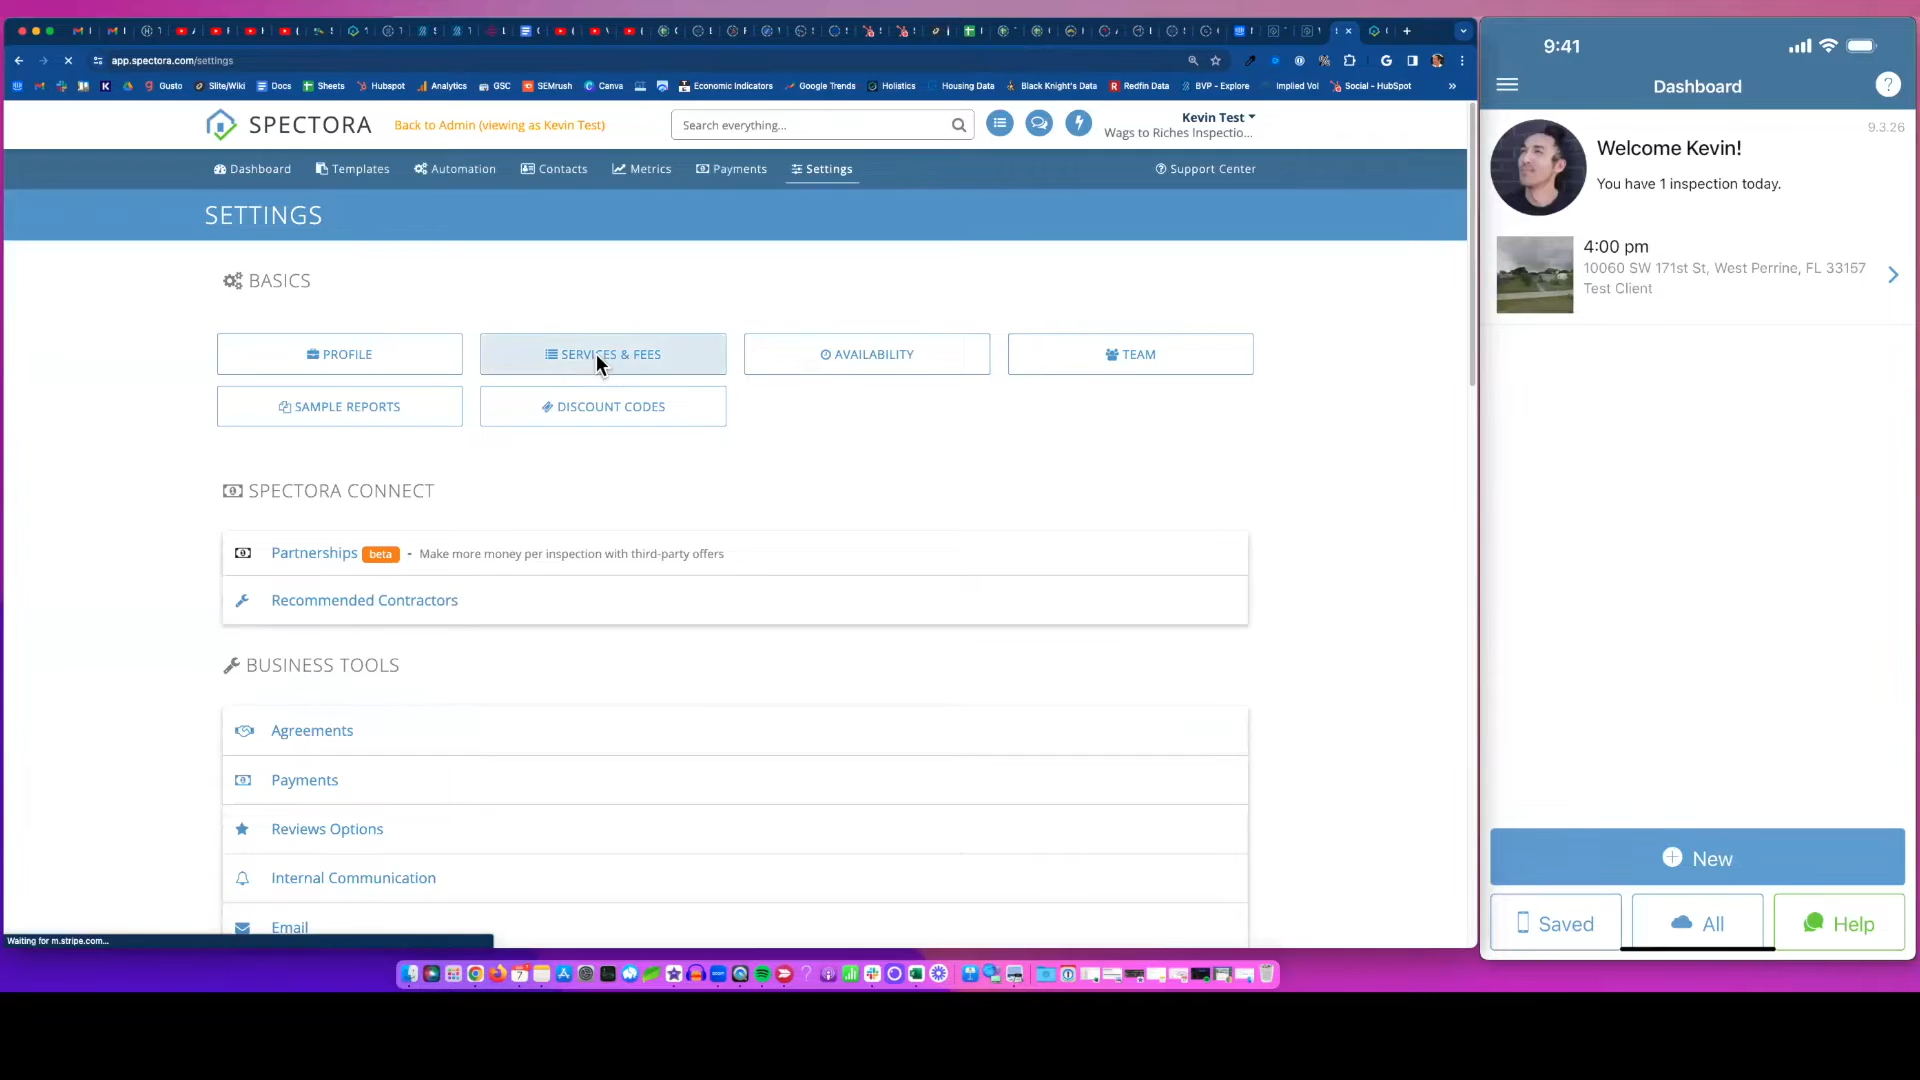 app.spectora.com/settings
Gusto
Slite/Wiki
Docs
Sheets
Hubspot
Analytics
GSC
SEMrush
Canva
Economic Indicators
Google Trends
Holistics
Housing Data
Black Knight's Data
Redfin Data
BVP - Explore
Implied Vol
Social - HubSpot
»
SPECTORA
Back to Admin (viewing as Kevin Test)
Search everything...
Kevin Test
Wags to Riches Inspectio...
Dashboard
Templates
Automation
Contacts
Metrics
Payments
Settings
Support Center
SETTINGS
BASICS
PROFILE
SERVICES & FEES
AVAILABILITY
TEAM
SAMPLE REPORTS
DISCOUNT CODES
SPECTORA CONNECT
Partnerships beta - Make more money per inspection with third-party offers
Recommended Contractors
BUSINESS TOOLS
Agreements
Payments
Reviews Options
Internal Communication
Email
Waiting for m.stripe.com...
9:41
Dashboard
?
9.3.26
Welcome Kevin!
You have 1 inspection today.
4:00 pm
10060 SW 171st St, West Perrine, FL 33157
Test Client
New
Saved
All
Help